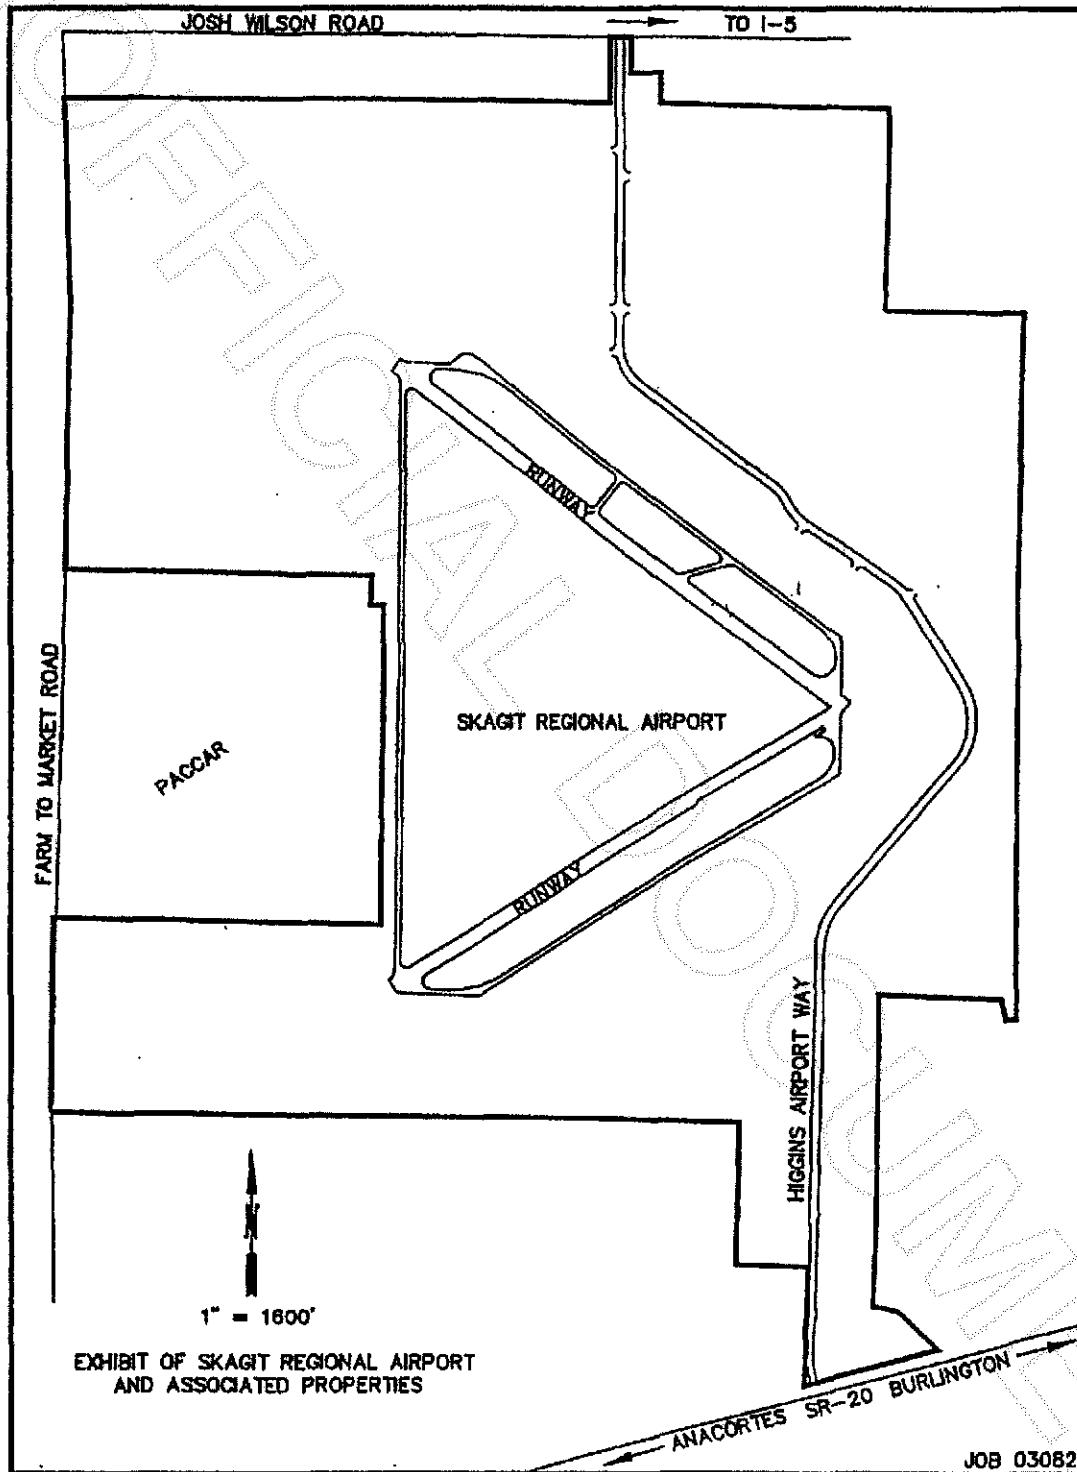 JOSH WILSON ROAD
TO I-5
RUNWAY
FARM TO MARKET ROAD
PACCAR
SKAGIT REGIONAL AIRPORT
RUNWAY
HIGGINS AIRPORT WAY
N
1" = 1600'
EXHIBIT OF SKAGIT REGIONAL AIRPORT
AND ASSOCIATED PROPERTIES
ANACORTES SR-20 BURLINGTON
JOB 03082
OFFICIAL DOCUME